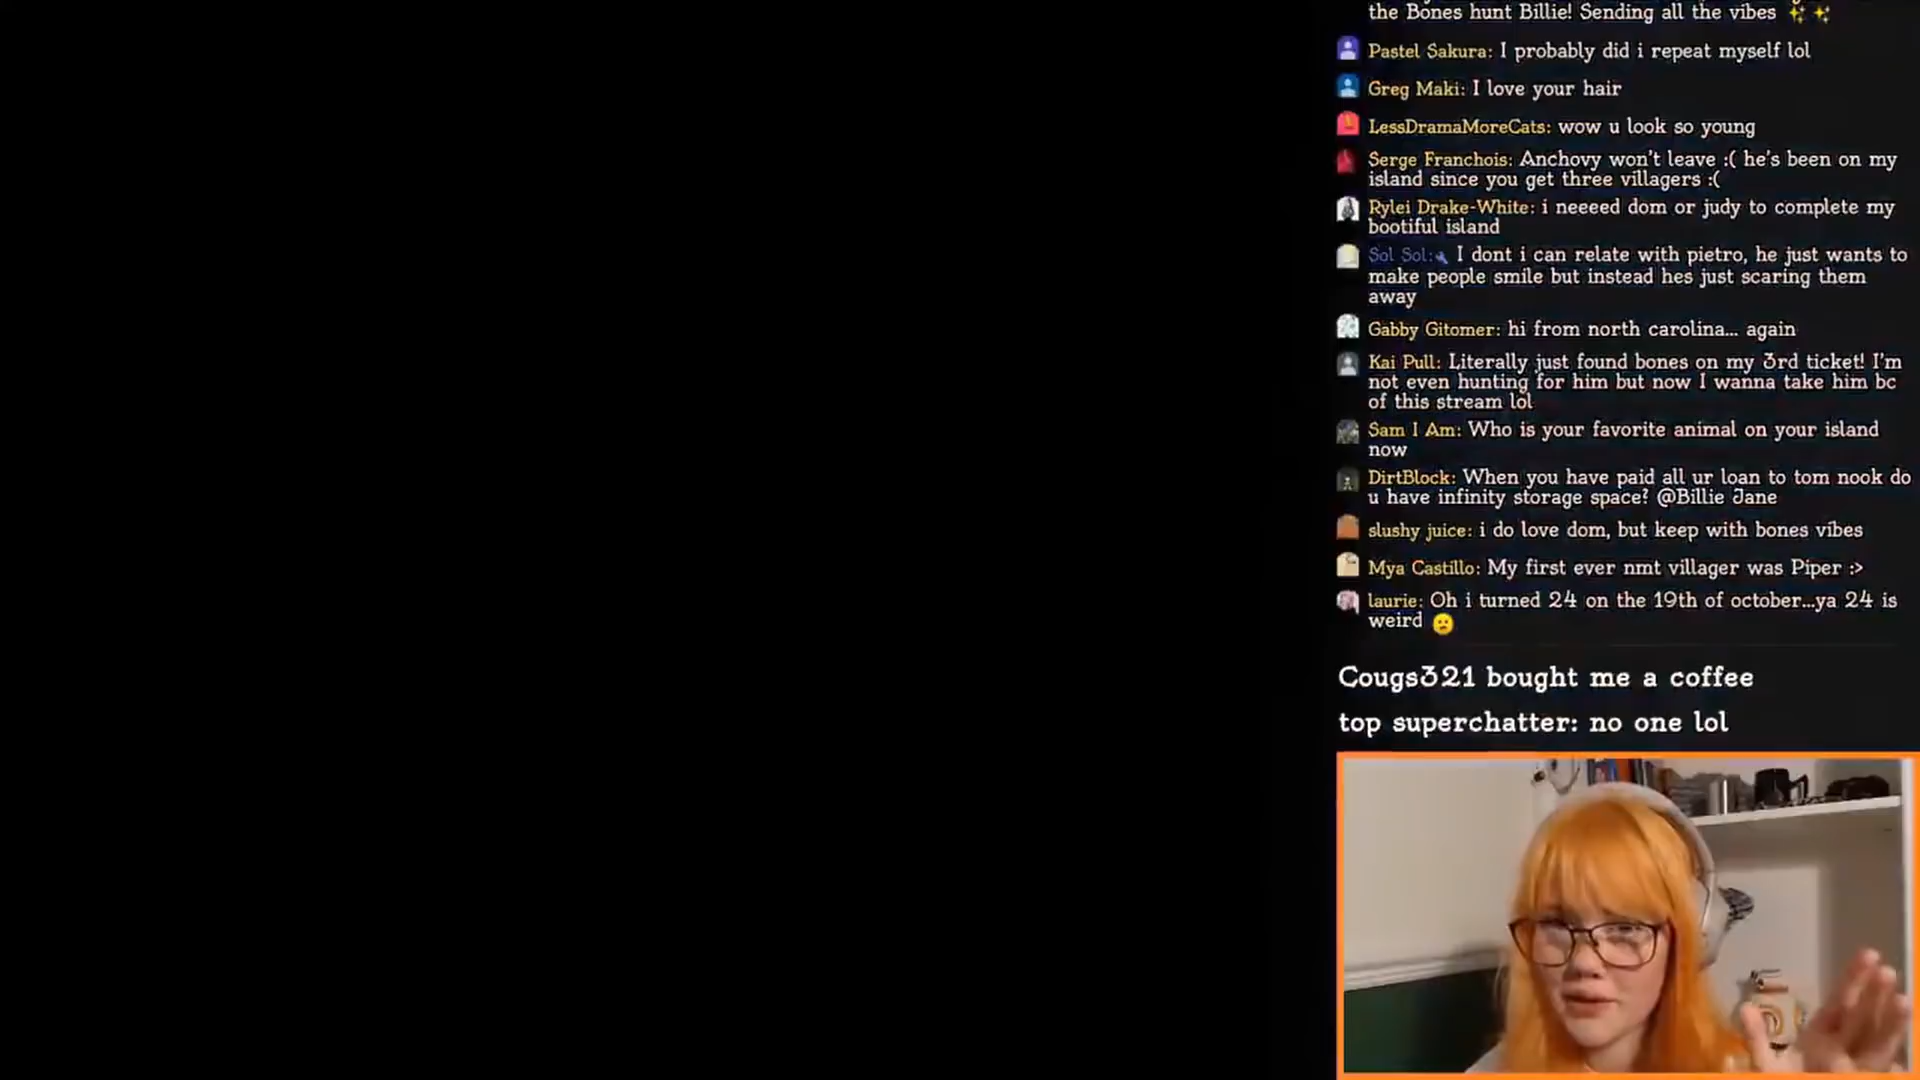 the Bones hunt Billie! Sending all the vibes ✨✨
Pastel Sakura: I probably did i repeat myself lol
Greg Maki: I love your hair
LessDramaMoreCats: wow u look so young
Serge Franchois: Anchovy won't leave :( he's been on my
island since you get three villagers :(
Rylei Drake-White: i neeeed dom or judy to complete my
bootiful island
Sol Sol: I dont i can relate with pietro, he just wants to
make people smile but instead hes just scaring them
away
Gabby Gitomer: hi from north carolina... again
Kai Pull: Literally just found bones on my 3rd ticket! I'm
not even hunting for him but now I wanna take him bc
of this stream lol
Sam I Am: Who is your favorite animal on your island
now
DirtBlock: When you have paid all ur loan to tom nook do
u have infinity storage space? @Billie Jane
slushy juice: i do love dom, but keep with bones vibes
Mya Castillo: My first ever nmt villager was Piper :>
laurie: Oh i turned 24 on the 19th of october...ya 24 is
weird 😕
Cougs321 bought me a coffee
top superchatter: no one lol